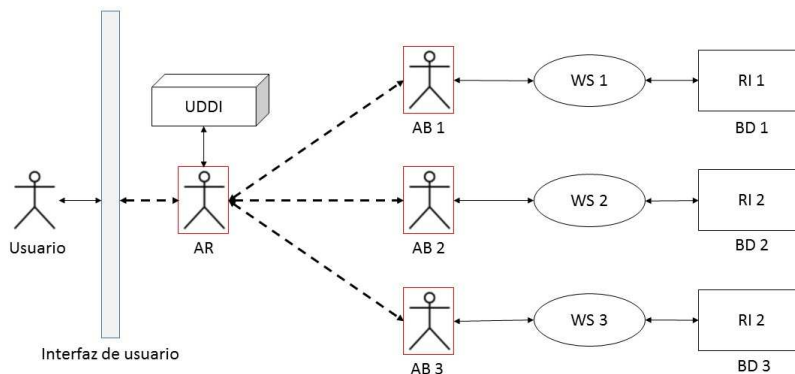 UDDI
Usuario
AR
Interfaz de usuario
AB 1
WS 1
RI 1
BD 1
AB 2
WS 2
RI 2
BD 2
AB 3
WS 3
RI 2
BD 3